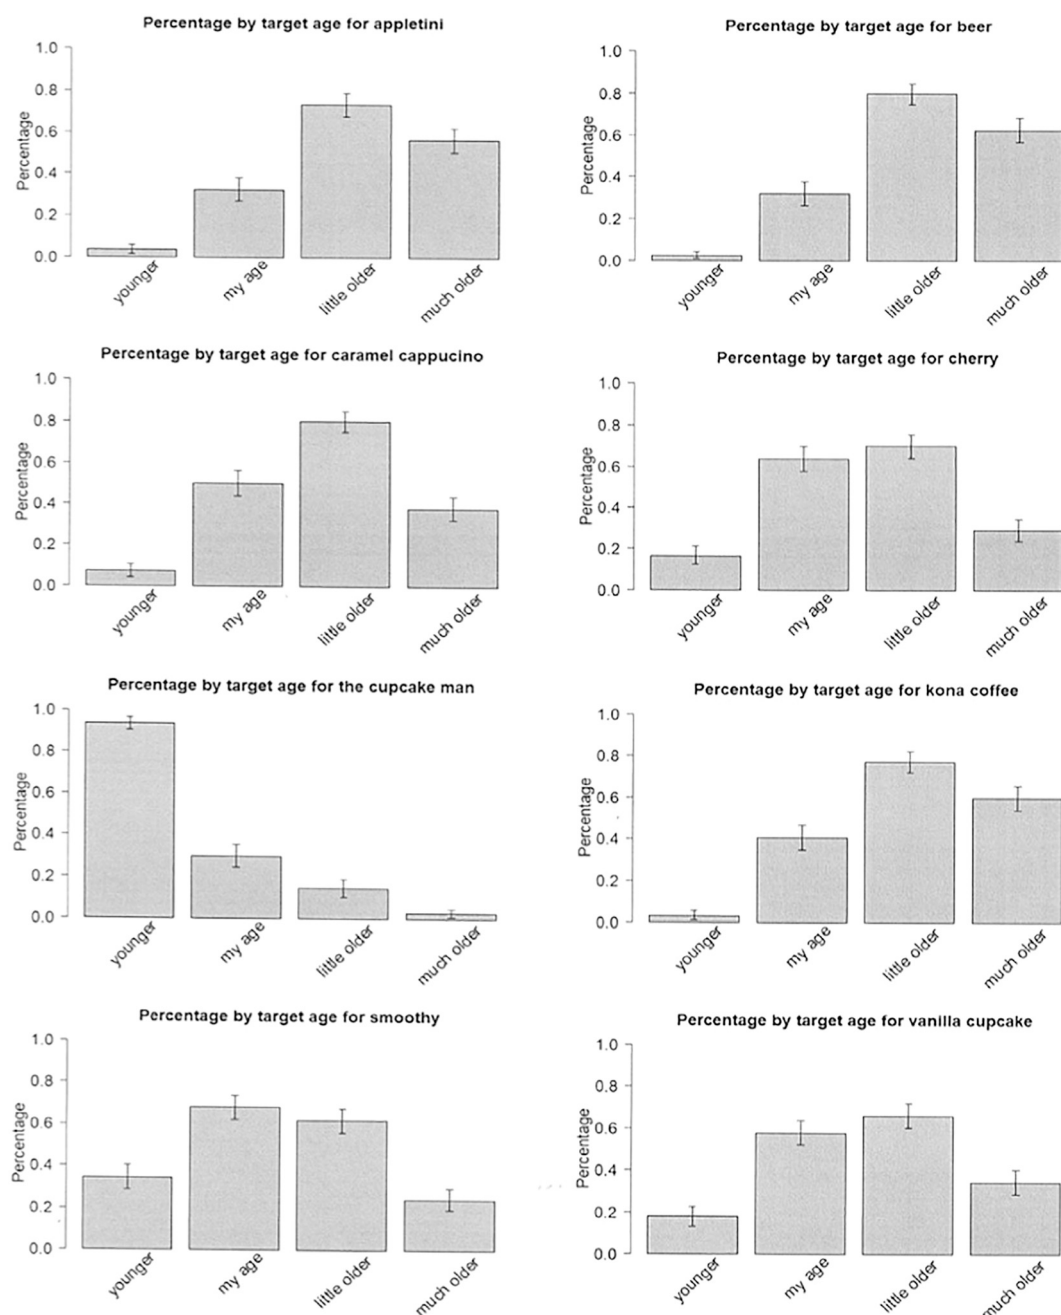 Percentage by target age for appletini
Percentage
1.0
0.8
0.6
0.4
0.2
0.0
younger
my age
little older
much older
Percentage by target age for beer
Percentage
1.0
0.8
0.6
0.4
0.2
0.0
younger
my age
little older
much older
Percentage by target age for caramel cappucino
Percentage
1.0
0.8
0.6
0.4
0.2
0.0
younger
my age
little older
much older
Percentage by target age for cherry
Percentage
1.0
0.8
0.6
0.4
0.2
0.0
younger
my age
little older
much older
Percentage by target age for the cupcake man
Percentage
1.0
0.8
0.6
0.4
0.2
0.0
younger
my age
little older
much older
Percentage by target age for kona coffee
Percentage
1.0
0.8
0.6
0.4
0.2
0.0
younger
my age
little older
much older
Percentage by target age for smoothy
Percentage
1.0
0.8
0.6
0.4
0.2
0.0
younger
my age
little older
much older
Percentage by target age for vanilla cupcake
Percentage
1.0
0.8
0.6
0.4
0.2
0.0
younger
my age
little older
much older